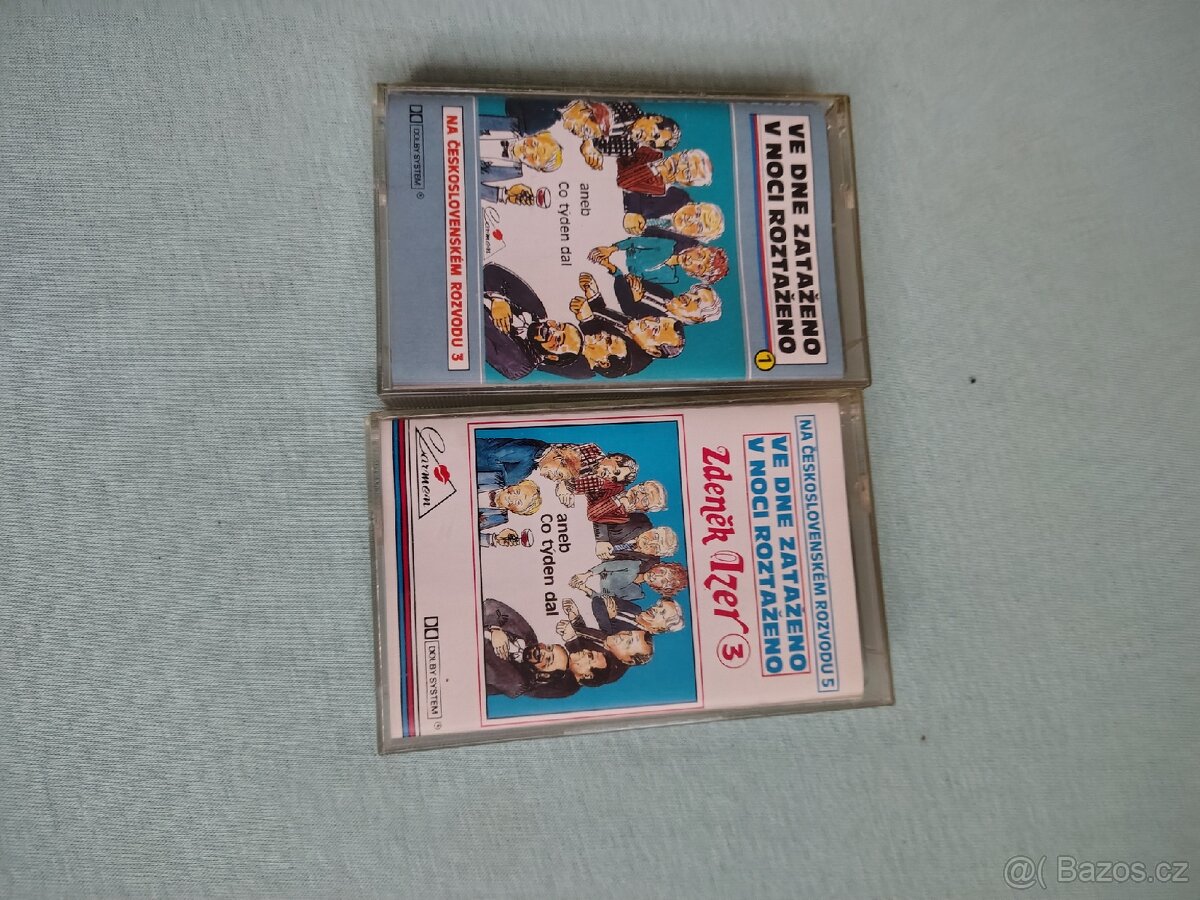 VE DNE ZATAŽENO
V NOCI ROZTAŽENO
1
aneb
Co týden dal
Carmen
NA ČESKOSLOVENSKÉM ROZVODU 3
DOLBY SYSTEM ®
NA ČESKOSLOVENSKÉM ROZVODU 5
VE DNE ZATAŽENO
V NOCI ROZTAŽENO
Zdeněk Izer 3
aneb
Co týden dal
Carmen
DOLBY SYSTEM ®
@( Bazos.cz